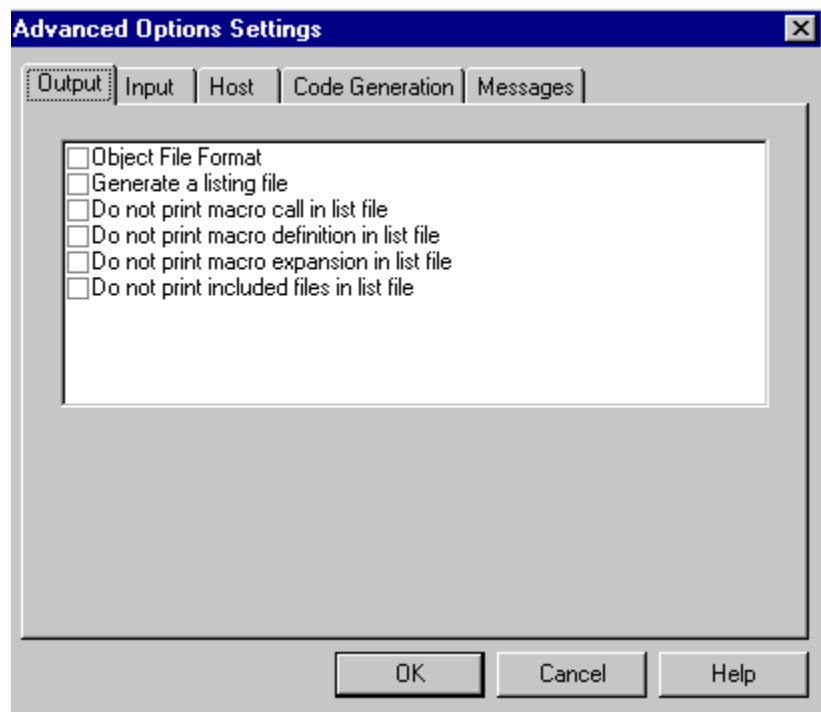 Advanced Options Settings
Output Input Host Code Generation Messages
Object File Format
Generate a listing file
Do not print macro call in list file
Do not print macro definition in list file
Do not print macro expansion in list file
Do not print included files in list file
OK Cancel Help